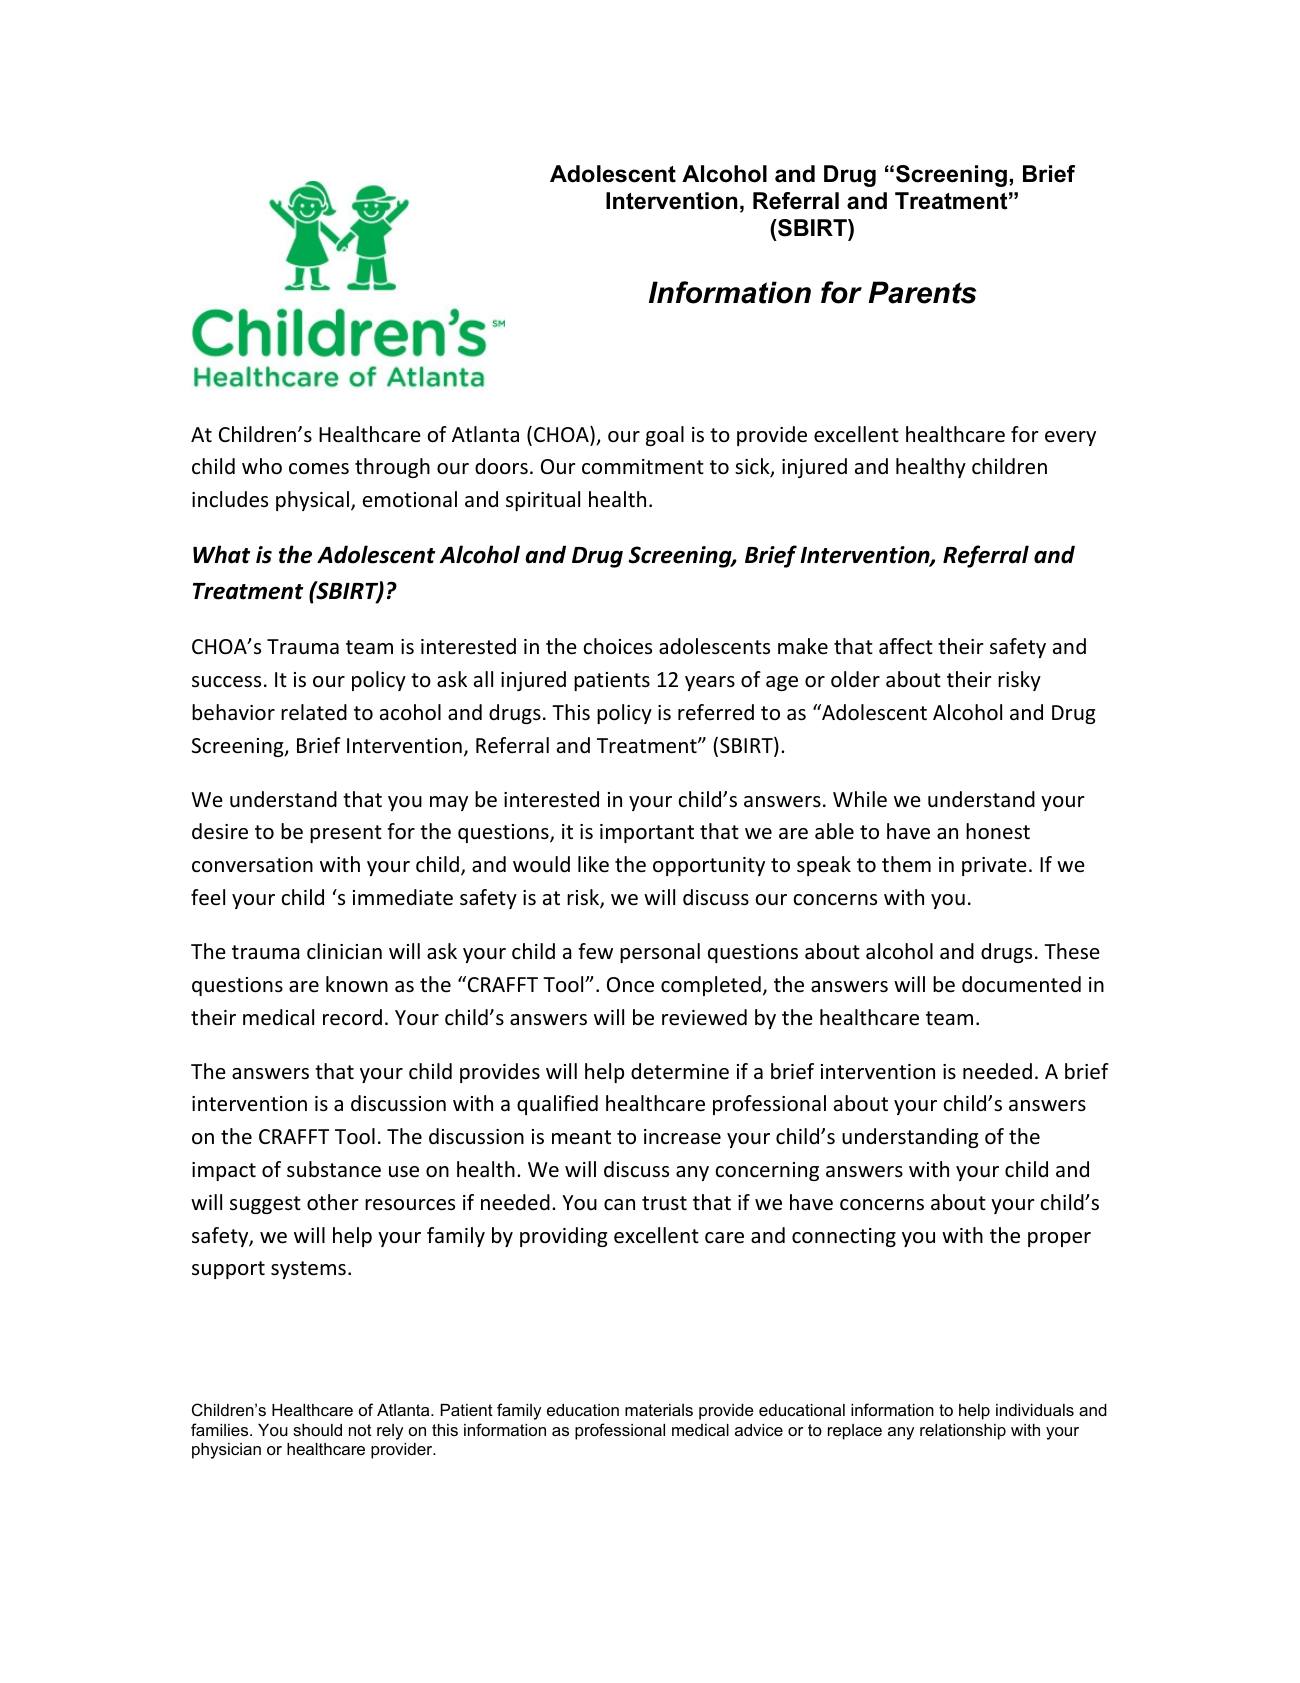 Adolescent Alcohol and Drug “Screening, Brief
Intervention, Referral and Treatment”
(SBIRT)
Information for Parents
Children’s SM
Healthcare of Atlanta
At Children’s Healthcare of Atlanta (CHOA), our goal is to provide excellent healthcare for every
child who comes through our doors. Our commitment to sick, injured and healthy children
includes physical, emotional and spiritual health.
What is the Adolescent Alcohol and Drug Screening, Brief Intervention, Referral and
Treatment (SBIRT)?
CHOA’s Trauma team is interested in the choices adolescents make that affect their safety and
success. It is our policy to ask all injured patients 12 years of age or older about their risky
behavior related to acohol and drugs. This policy is referred to as “Adolescent Alcohol and Drug
Screening, Brief Intervention, Referral and Treatment” (SBIRT).
We understand that you may be interested in your child’s answers. While we understand your
desire to be present for the questions, it is important that we are able to have an honest
conversation with your child, and would like the opportunity to speak to them in private. If we
feel your child ‘s immediate safety is at risk, we will discuss our concerns with you.
The trauma clinician will ask your child a few personal questions about alcohol and drugs. These
questions are known as the “CRAFFT Tool”. Once completed, the answers will be documented in
their medical record. Your child’s answers will be reviewed by the healthcare team.
The answers that your child provides will help determine if a brief intervention is needed. A brief
intervention is a discussion with a qualified healthcare professional about your child’s answers
on the CRAFFT Tool. The discussion is meant to increase your child’s understanding of the
impact of substance use on health. We will discuss any concerning answers with your child and
will suggest other resources if needed. You can trust that if we have concerns about your child’s
safety, we will help your family by providing excellent care and connecting you with the proper
support systems.
Children’s Healthcare of Atlanta. Patient family education materials provide educational information to help individuals and
families. You should not rely on this information as professional medical advice or to replace any relationship with your
physician or healthcare provider.